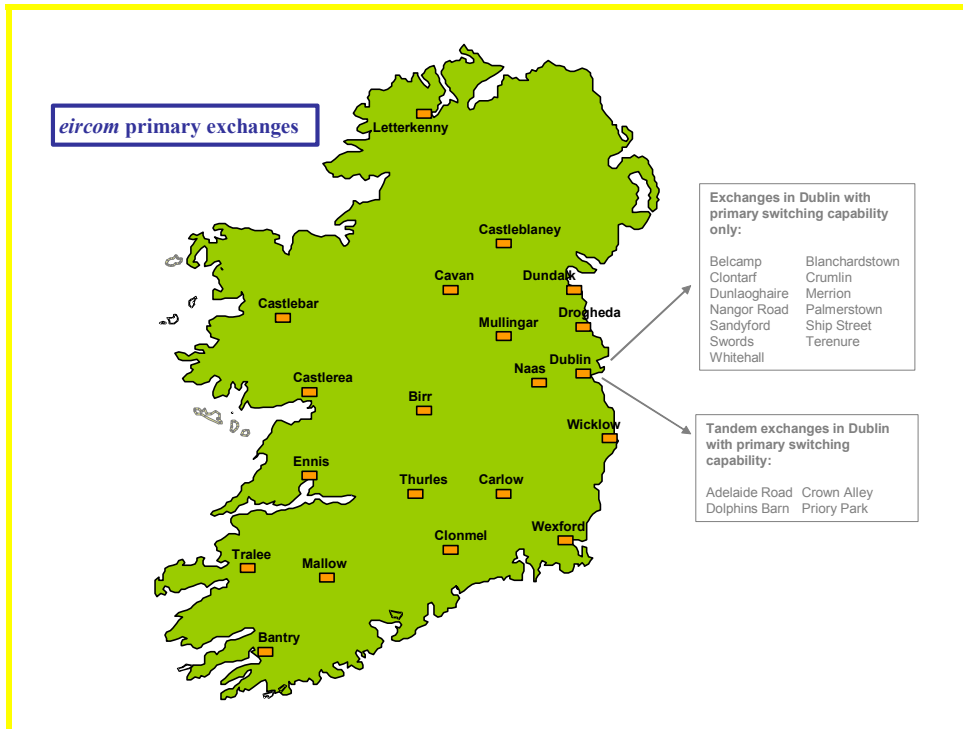 eircom primary exchanges
Letterkenny
Castleblaney
Cavan
Dundalk
Castlebar
Drogheda
Mullingar
Dublin
Naas
Castlerea
Birr
Wicklow
Ennis
Thurles
Carlow
Wexford
Clonmel
Tralee
Mallow
Bantry
Exchanges in Dublin with
primary switching capability
only:
Belcamp Blanchardstown
Clontarf Crumlin
Dunlaoghaire Merrion
Nangor Road Palmerstown
Sandyford Ship Street
Swords Terenure
Whitehall
Tandem exchanges in Dublin
with primary switching
capability:
Adelaide Road Crown Alley
Dolphins Barn Priory Park